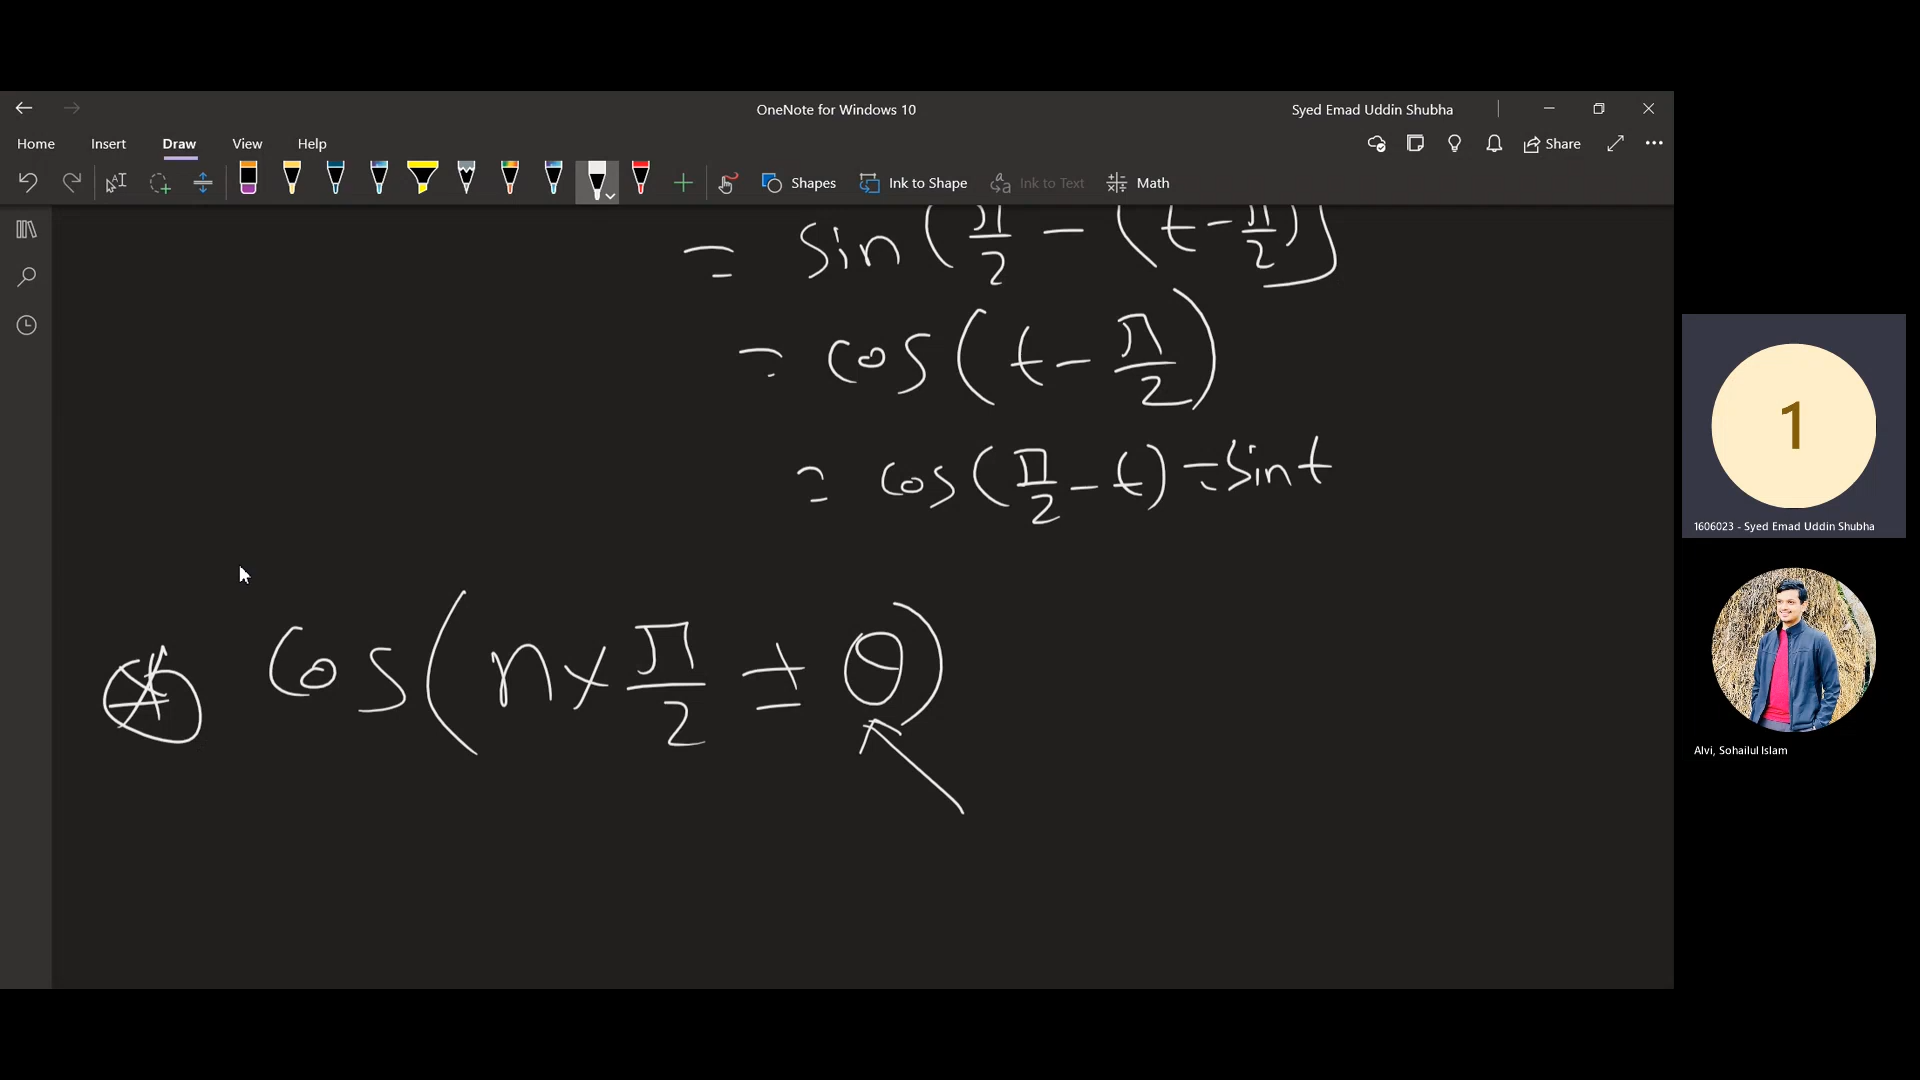 OneNote for Windows 10
Syed Emad Uddin Shubha
Home Insert Draw View Help
Share
Shapes Ink to Shape Ink to Text Math
= sin(π/2 - (t - π/2))
= cos(t - π/2)
= cos(π/2 - t) = sin t
cos(n × π/2 ± θ)
1
1606023 - Syed Emad Uddin Shubha
Alvi, Sohailul Islam